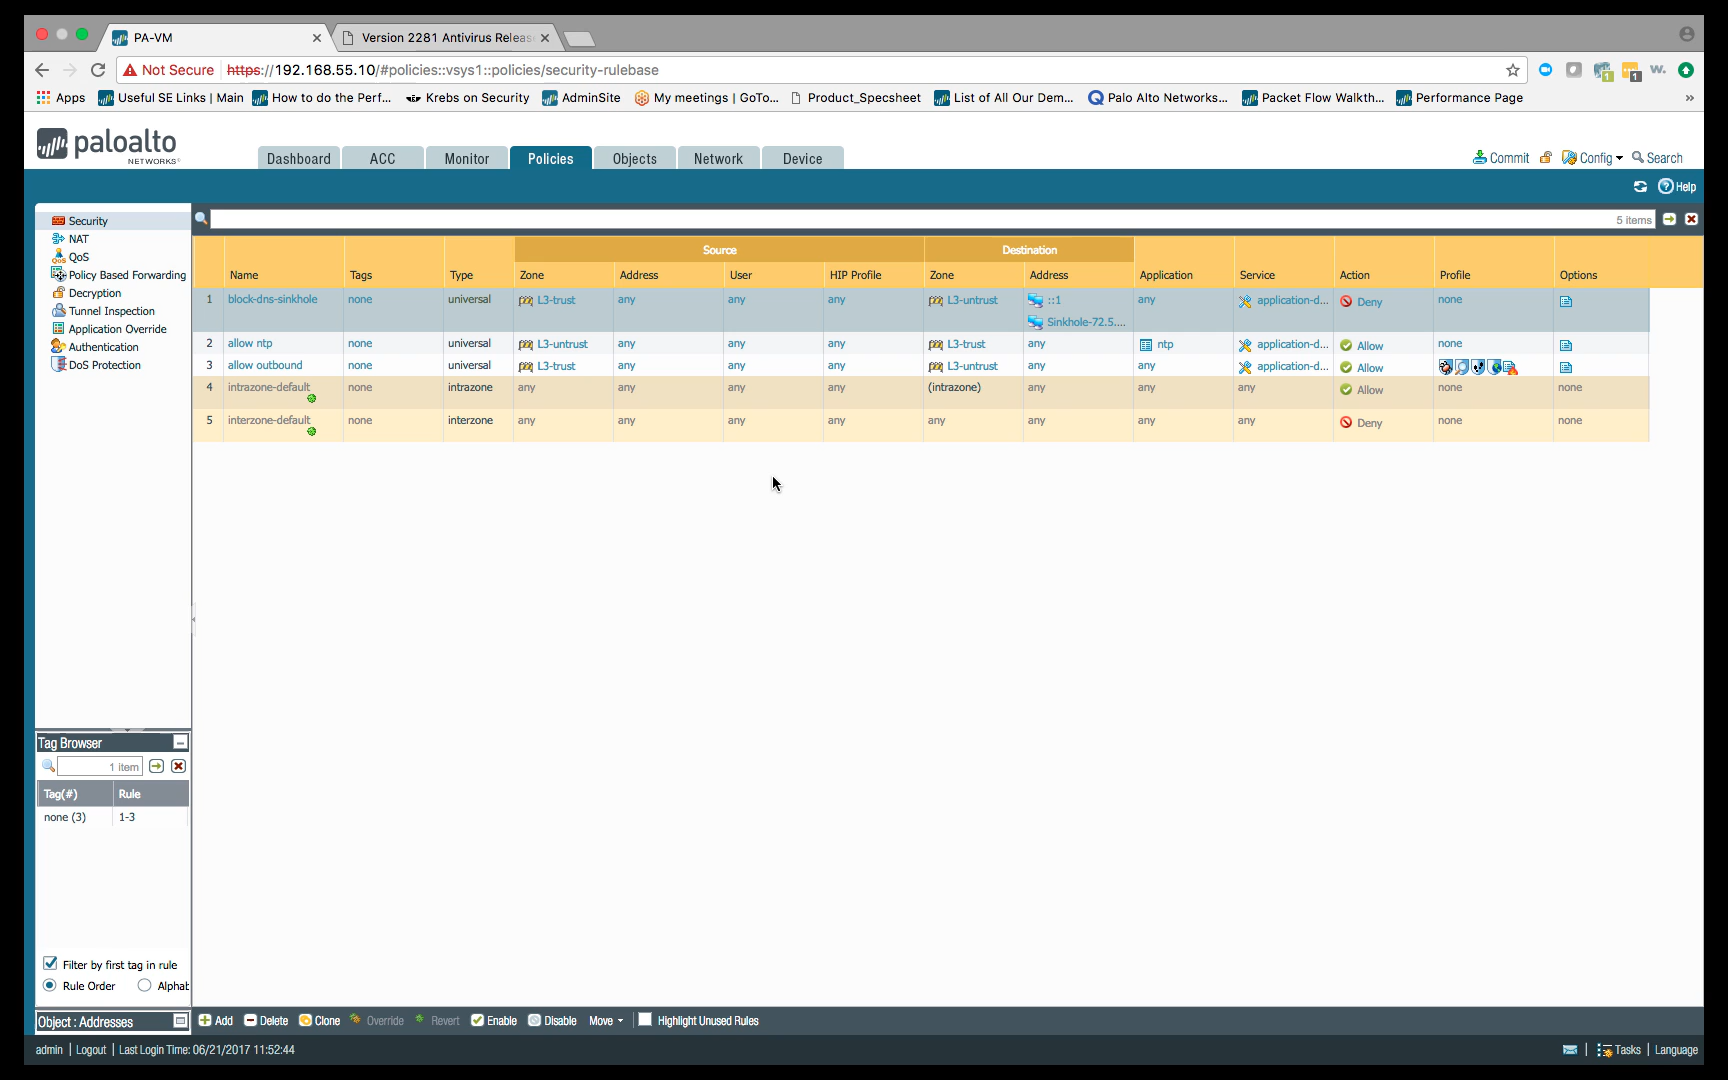 PA-VM
Version 2281 Antivirus Releas
Not Secure https://192.168.55.10/#policies::vsys1::policies/security-rulebase
Apps Useful SE Links | Main How to do the Perf... Krebs on Security AdminSite My meetings | GoTo... Product_Specsheet List of All Our Dem... Palo Alto Networks... Packet Flow Walkth... Performance Page »
paloalto
NETWORKS
Dashboard ACC Monitor Policies Objects Network Device
Commit Config Search
Help
Security
NAT
QoS
Policy Based Forwarding
Decryption
Tunnel Inspection
Application Override
Authentication
DoS Protection
5 items
Source Destination
Name Tags Type Zone Address User HIP Profile Zone Address Application Service Action Profile Options
1 block-dns-sinkhole none universal L3-trust any any any L3-untrust ::1 any application-d... Deny none
Sinkhole-72.5....
2 allow ntp none universal L3-untrust any any any L3-trust any ntp application-d... Allow none
3 allow outbound none universal L3-trust any any any L3-untrust any any application-d... Allow
4 intrazone-default none intrazone any any any any (intrazone) any any any Allow none none
5 interzone-default none interzone any any any any any any any any Deny none none
Tag Browser
1 item
Tag(#) Rule
none (3) 1-3
Filter by first tag in rule
Rule Order Alphab
Object : Addresses
Add Delete Clone Override Revert Enable Disable Move Highlight Unused Rules
admin | Logout | Last Login Time: 06/21/2017 11:52:44
Tasks | Language